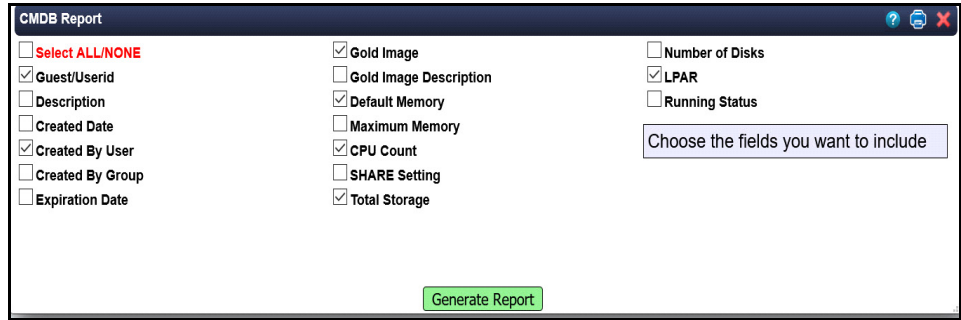 CMDB Report
?
Select ALL/NONE
Guest/Userid
Description
Created Date
Created By User
Created By Group
Expiration Date
Gold Image
Gold Image Description
Default Memory
Maximum Memory
CPU Count
SHARE Setting
Total Storage
Number of Disks
LPAR
Running Status
Choose the fields you want to include
Generate Report